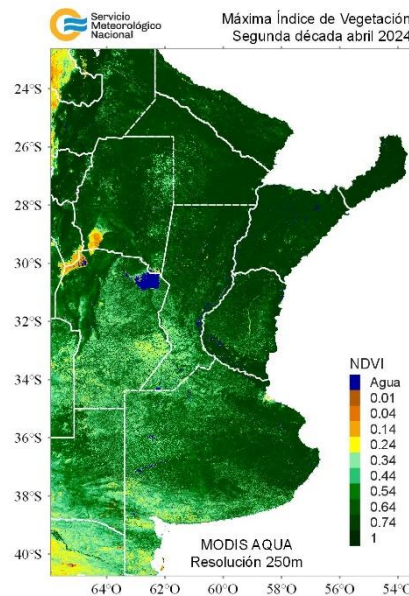 Servicio
Meteorológico
Nacional
Máxima Índice de Vegetación
Segunda década abril 2024
24°S
26°S
28°S
30°S
32°S
34°S
36°S
38°S
40°S
NDVI
Agua
0.01
0.04
0.14
0.24
0.34
0.44
0.54
0.64
0.74
1
MODIS AQUA
Resolución 250m
64°O 62°O 60°O 58°O 56°O 54°O